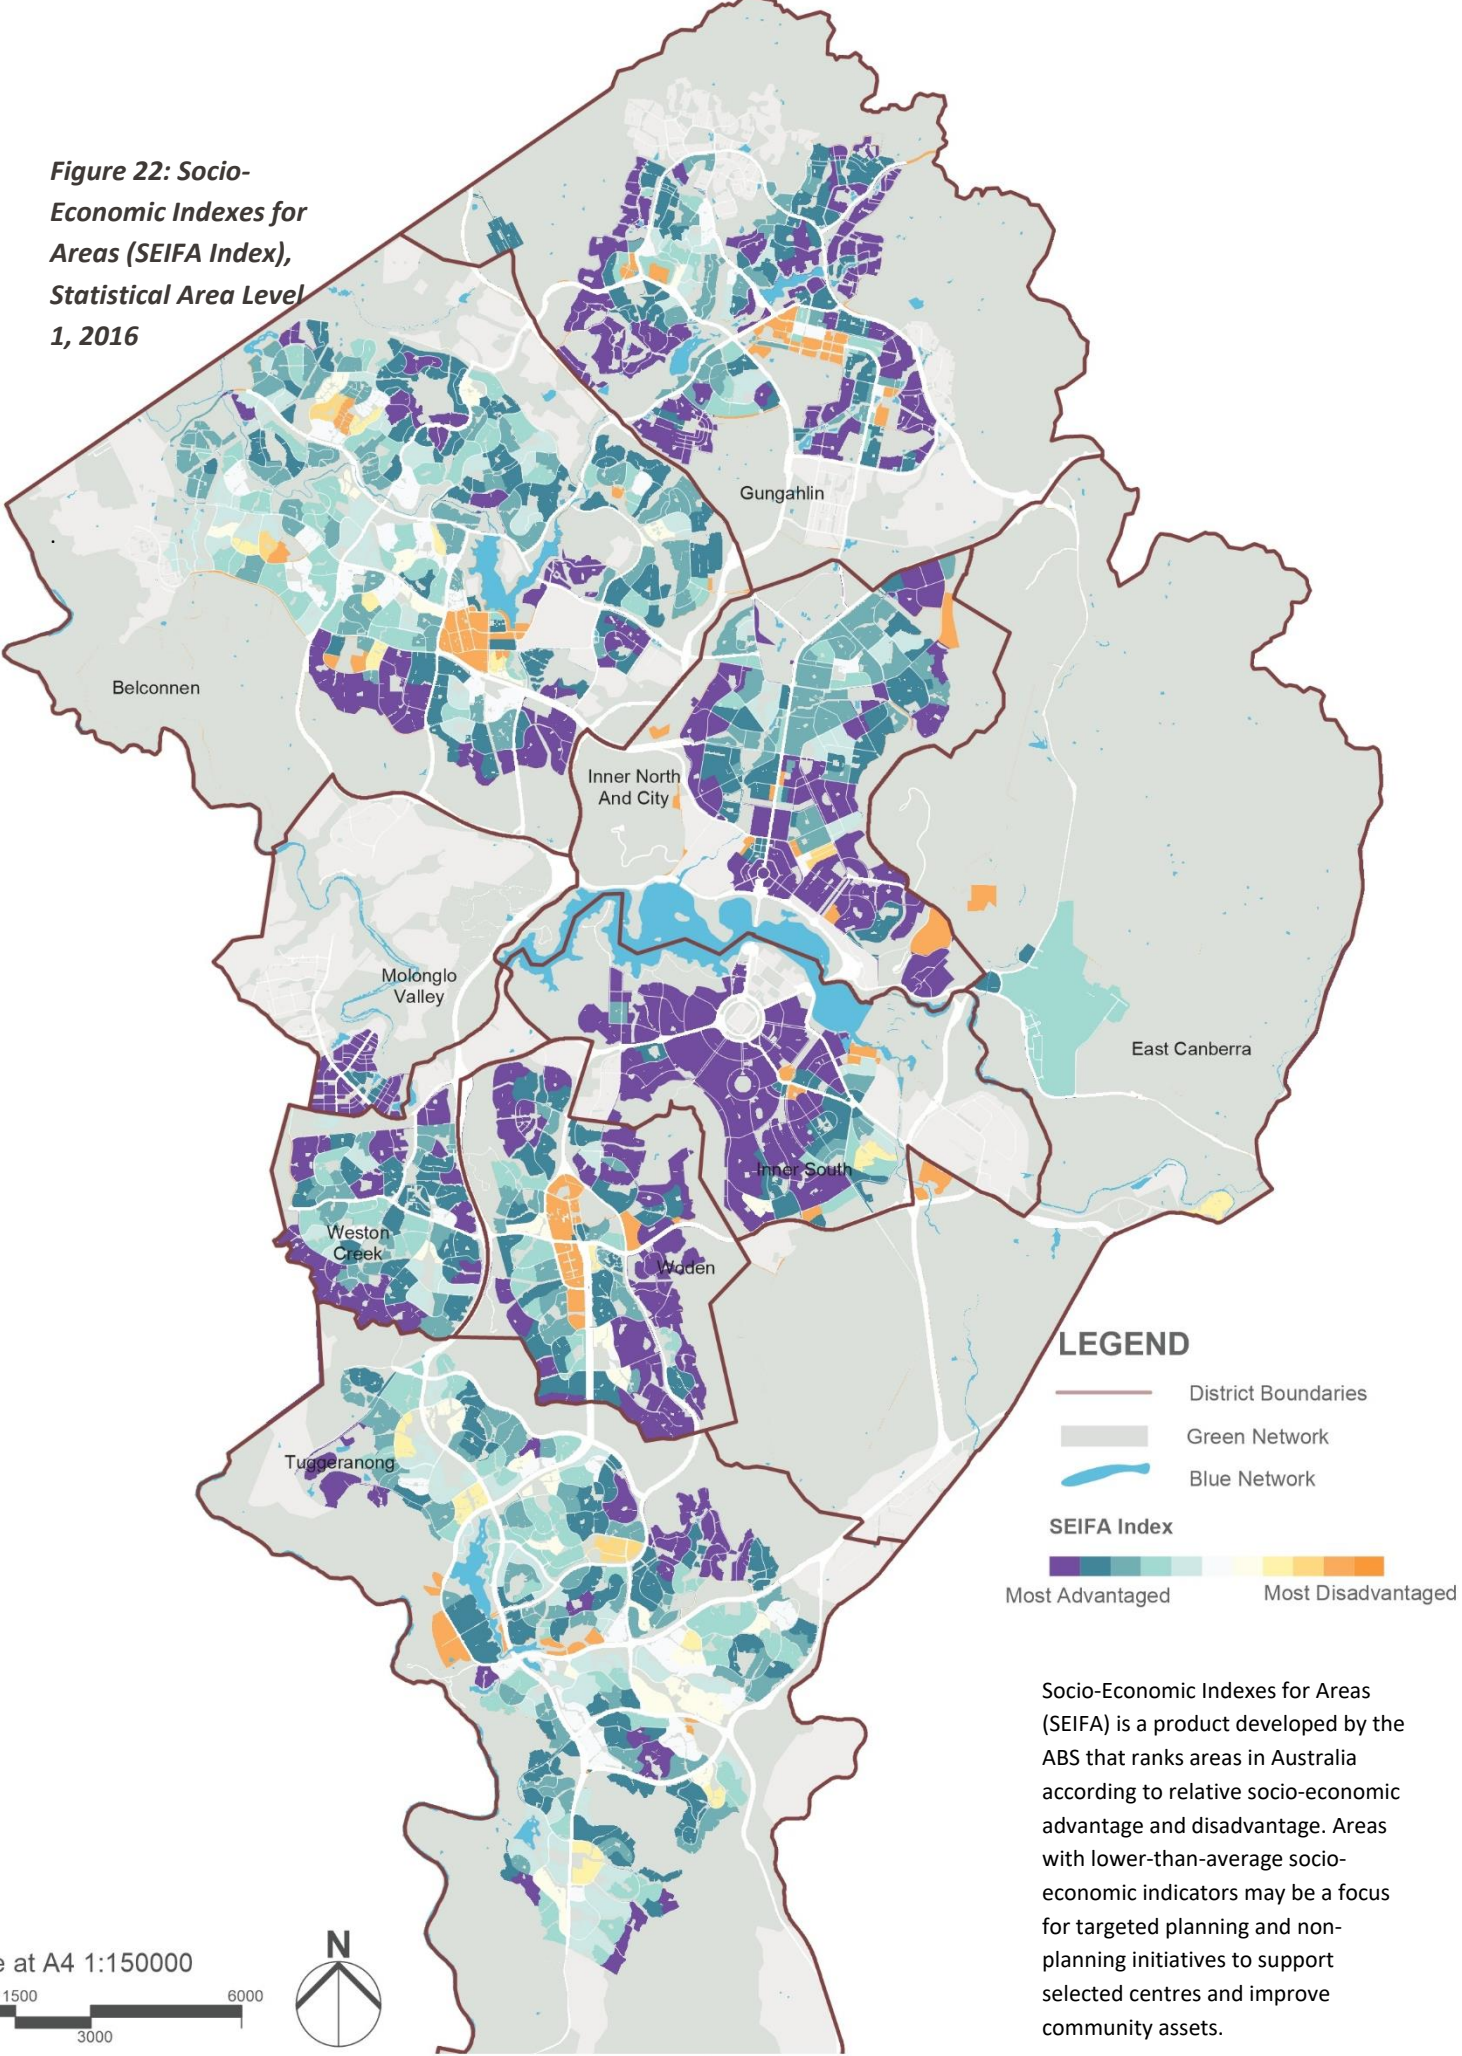 Figure 22: Socio-
Economic Indexes for
Areas (SEIFA Index),
Statistical Area Level
1, 2016
Gungahlin
Belconnen
Inner North
And City
Molonglo
Valley
East Canberra
Inner South
Weston
Creek
Woden
Tuggeranong
LEGEND
District Boundaries
Green Network
Blue Network
SEIFA Index
Most Advantaged
Most Disadvantaged
Socio-Economic Indexes for Areas
(SEIFA) is a product developed by the
ABS that ranks areas in Australia
according to relative socio-economic
advantage and disadvantage. Areas
with lower-than-average socio-
economic indicators may be a focus
for targeted planning and non-
planning initiatives to support
selected centres and improve
community assets.
N
e at A4 1:150000
1500
6000
3000